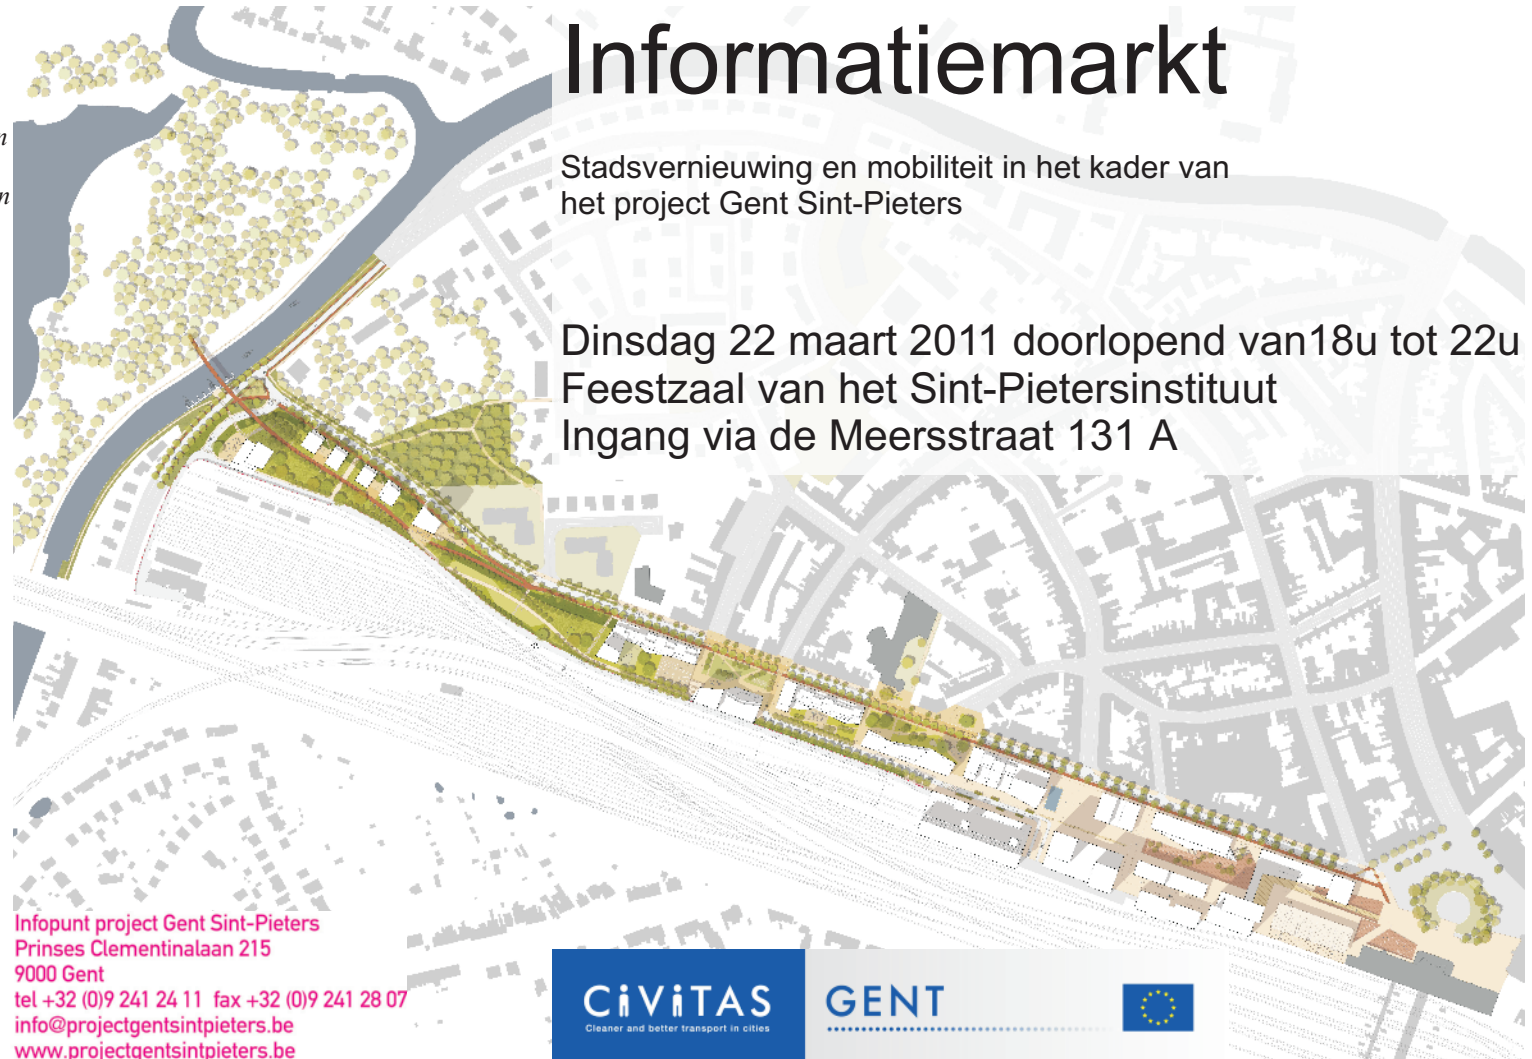 Informatiemarkt
Stadsvernieuwing en mobiliteit in het kader van
het project Gent Sint-Pieters
Dinsdag 22 maart 2011 doorlopend van18u tot 22u
Feestzaal van het Sint-Pietersinstituut
Ingang via de Meersstraat 131 A
Infopunt project Gent Sint-Pieters
Prinses Clementinalaan 215
9000 Gent
tel +32 (0)9 241 24 11 fax +32 (0)9 241 28 07
info@projectgentsintpieters.be
www.projectgentsintpieters.be
CiViTAS
Cleaner and better transport in cities
GENT